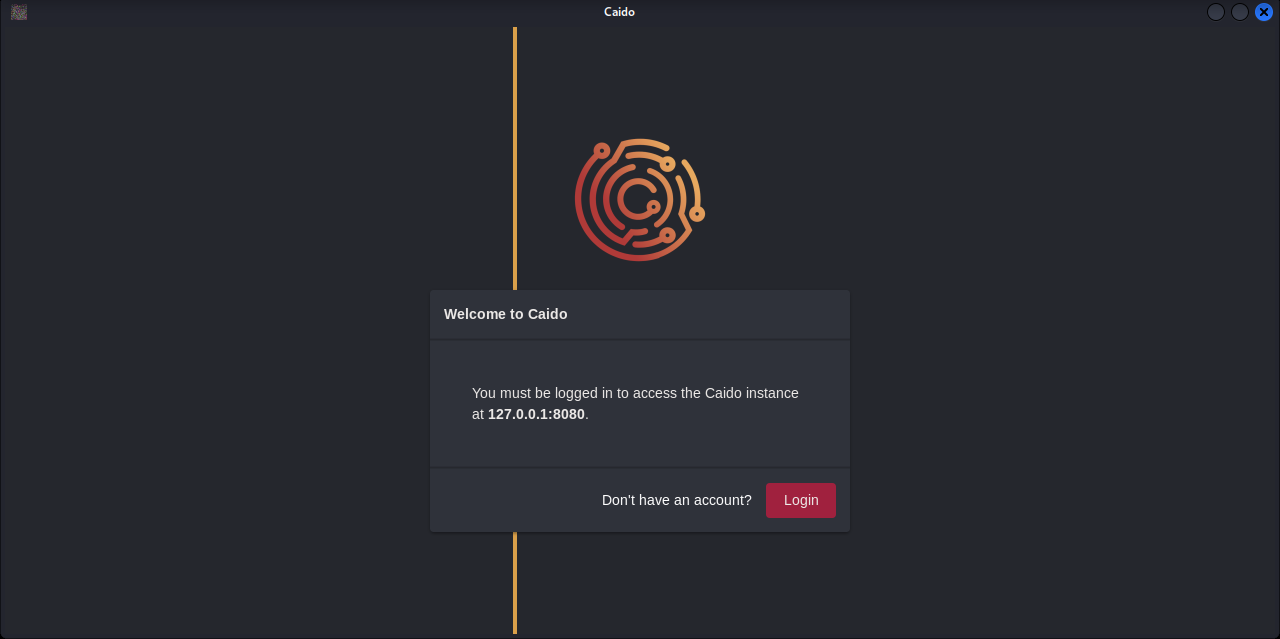 Caido
Welcome to Caido
You must be logged in to access the Caido instance
at 127.0.0.1:8080.
Don't have an account?
Login